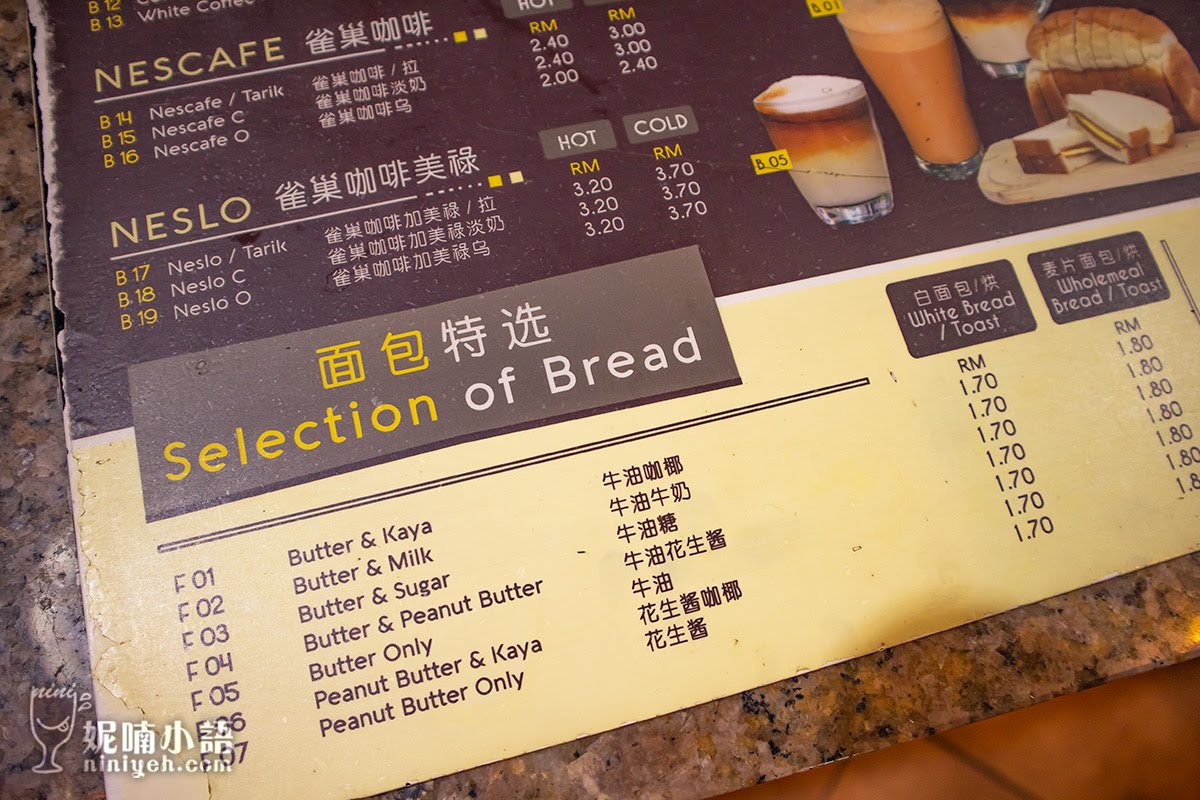 B 12
B 13 White Coffee
HOT
NESCAFE 雀巢咖啡
RM RM
B 14 Nescafe / Tarik 雀巢咖啡 / 拉 2.40 3.00
B 15 Nescafe C 雀巢咖啡淡奶 2.40 3.00
B 16 Nescafe O 雀巢咖啡乌 2.00 2.40
B.01
B.05
NESLO 雀巢咖啡美祿
HOT COLD
RM RM
B 17 Neslo / Tarik 雀巢咖啡加美祿 / 拉 3.20 3.70
B 18 Neslo C 雀巢咖啡加美祿淡奶 3.20 3.70
B 19 Neslo O 雀巢咖啡加美祿乌 3.20 3.70
面包特选
Selection of Bread
白面包/烘
White Bread
/ Toast
麦片面包/烘
Wholemeal
Bread / Toast
RM RM
F 01 Butter & Kaya 牛油咖椰 1.70 1.80
F 02 Butter & Milk 牛油牛奶 1.70 1.80
F 03 Butter & Sugar 牛油糖 1.70 1.80
F 04 Butter & Peanut Butter 牛油花生酱 1.70 1.80
F 05 Butter Only 牛油 1.70 1.80
F 06 Peanut Butter & Kaya 花生酱咖椰 1.70 1.80
F 07 Peanut Butter Only 花生酱 1.70
nini
妮喃小語
niniyeh.com